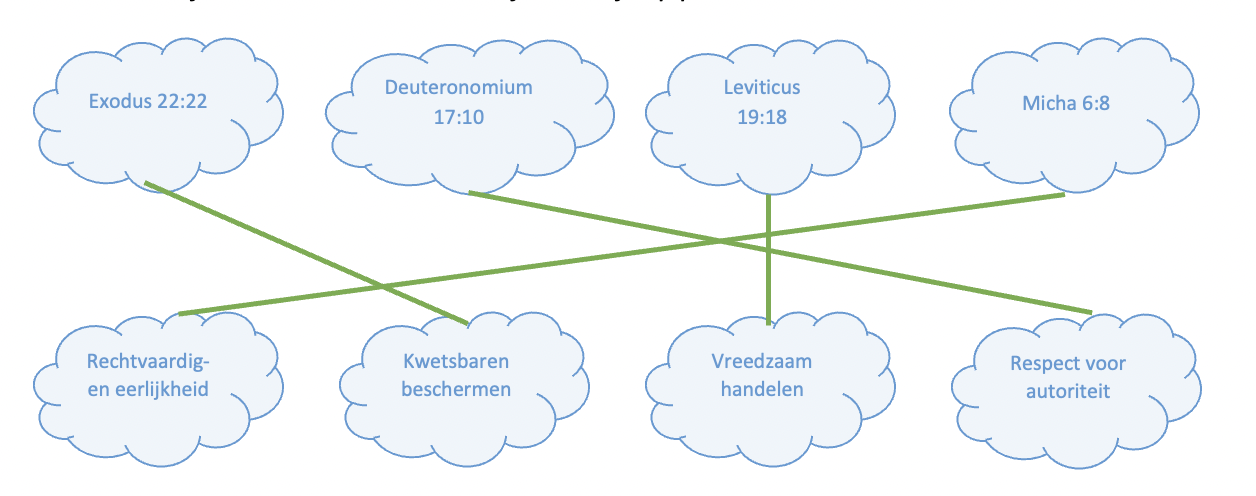 Exodus 22:22
Deuteronomium
17:10
Leviticus
19:18
Micha 6:8
Rechtvaardig-
en eerlijkheid
Kwetsbaren
beschermen
Vreedzaam
handelen
Respect voor
autoriteit